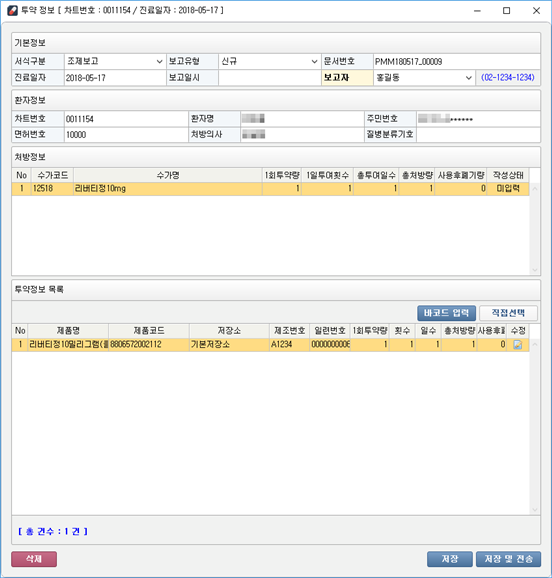 투약 정보 [ 차트번호 : 0011154 / 진료일자 : 2018-05-17 ]
기본정보
서식구분 조제보고 보고유형 신규 문서번호 PMM180517_00009
진료일자 2018-05-17 보고일시 보고자 홍길동 (02-1234-1234)
환자정보
차트번호 0011154 환자명 주민번호 ******
면허번호 10000 처방의사 질병분류기호
처방정보
No 수가코드 수가명 1회투약량 1일투여횟수 총투여일수 총처방량 사용후폐기량 작성상태
1 12518 리버티정10mg 1 1 1 1 0 미입력
투약정보 목록
바코드 입력 직접선택
No 제품명 제품코드 저장소 제조번호 일련번호 1회투약량 횟수 일수 총처방량 사용후폐 수정
1 리버티정10밀리그램( 8806572002112 기본저장소 A1234 0000000006 1 1 1 1 0
[ 총 건수 : 1 건 ]
삭제 저장 저장 및 전송